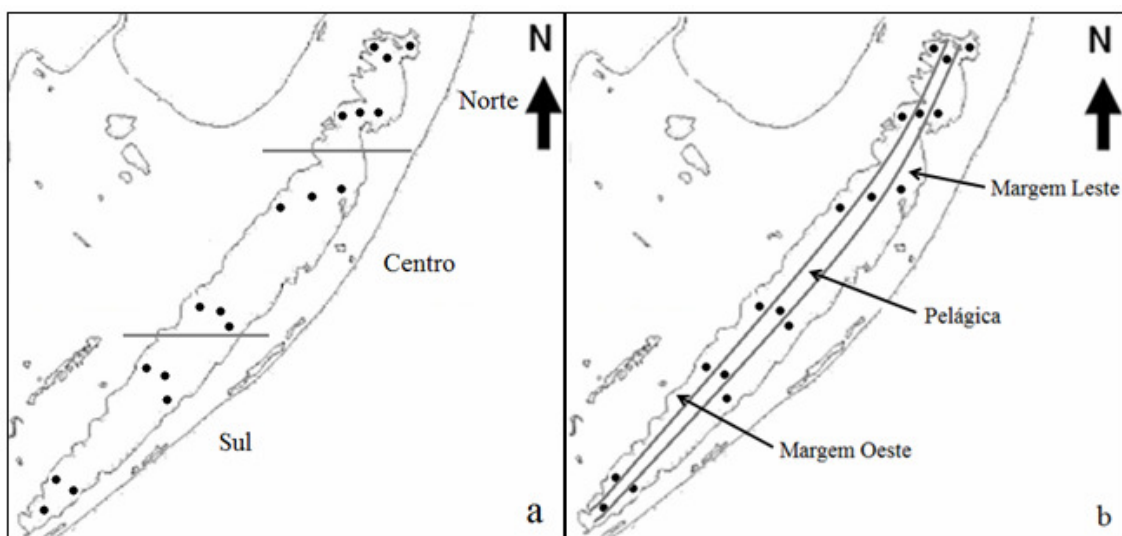 N
Norte
Centro
Sul
a
N
Margem Leste
Pelágica
Margem Oeste
b